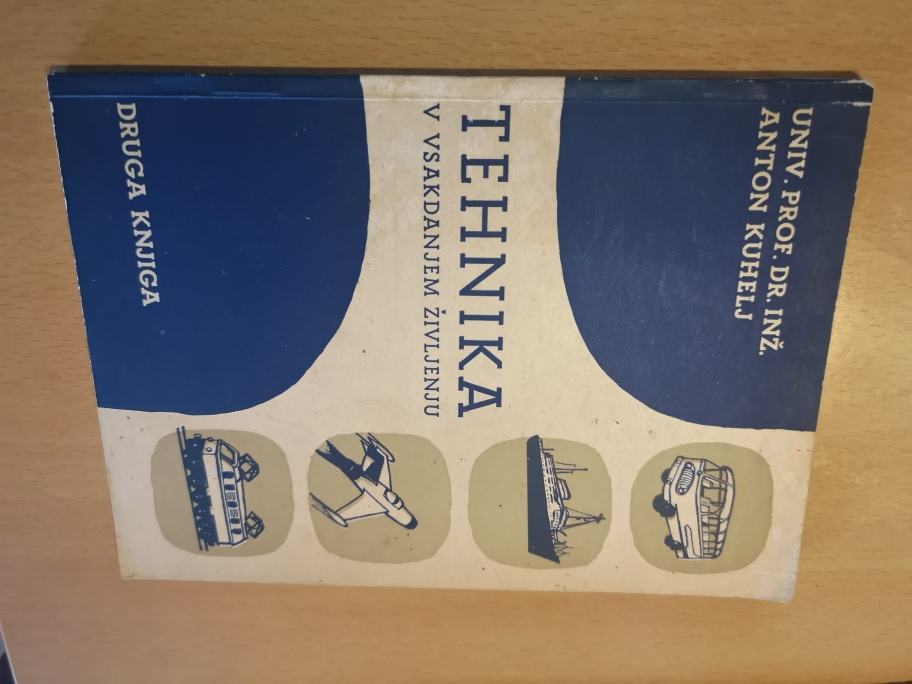 UNIV. PROF. DR. INŽ.
ANTON KUHELJ
TEHNIKA
V VSAKDANJEM ŽIVLJENJU
DRUGA KNJIGA